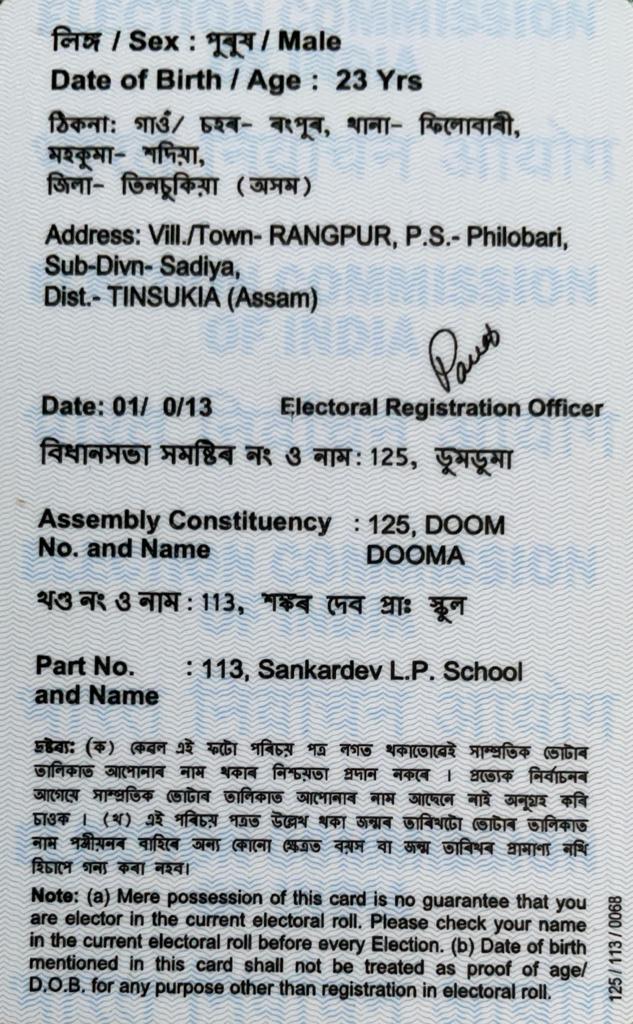 লিঙ্গ / Sex : পুৰুষ / Male
Date of Birth / Age : 23 Yrs
ঠিকনা: গাওঁ/ চহৰ- ৰংপুৰ, থানা- ফিলোবাৰী,
মহকুমা- শদিয়া,
জিলা- তিনচুকিয়া (অসম)
Address: Vill./Town- RANGPUR, P.S.- Philobari,
Sub-Divn- Sadiya,
Dist.- TINSUKIA (Assam)
Date: 01/ 0/13 Electoral Registration Officer
বিধানসভা সমষ্টিৰ নং ও নাম: 125, ডুমডুমা
Assembly Constituency : 125, DOOM
No. and Name DOOMA
খণ্ড নং ও নাম : 113, শঙ্কৰ দেব প্ৰাঃ স্কুল
Part No. : 113, Sankardev L.P. School
and Name
দ্ৰষ্টব্য: (ক) কেৱল এই ফটো পৰিচয় পত্ৰ লগত থকাতোৱেই সাম্প্ৰতিক ভোটাৰ
তালিকাত আপোনাৰ নাম থকাৰ নিশ্চয়তা প্ৰদান নকৰে । প্ৰত্যেক নিৰ্বাচনৰ
আগেয়ে সাম্প্ৰতিক ভোটাৰ তালিকাত আপোনাৰ নাম আছেনে নাই অনুগ্ৰহ কৰি
চাওক । (খ) এই পৰিচয় পত্ৰত উল্লেখ থকা জন্মৰ তাৰিখটো ভোটাৰ তালিকাত
নাম পঞ্জীয়নৰ বাহিৰে অন্য কোনো ক্ষেত্ৰত বয়স বা জন্ম তাৰিখৰ প্ৰামাণ্য নথি
হিচাপে গন্য কৰা নহব।
Note: (a) Mere possession of this card is no guarantee that you
are elector in the current electoral roll. Please check your name
in the current electoral roll before every Election. (b) Date of birth
mentioned in this card shall not be treated as proof of age/
D.O.B. for any purpose other than registration in electoral roll.
125 / 113 / 0068